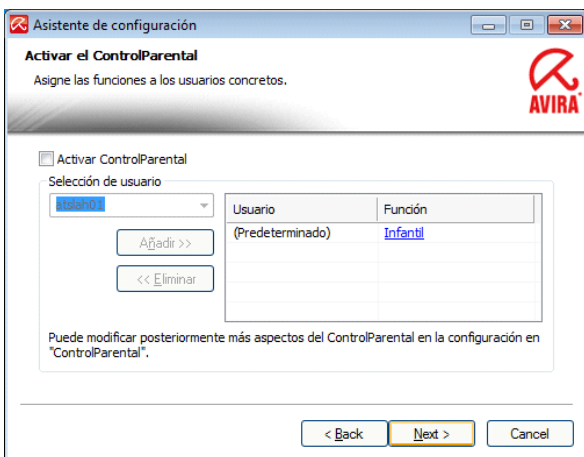 Asistente de configuración
Activar el ControlParental
Asigne las funciones a los usuarios concretos.
AVIRA
Activar ControlParental
Selección de usuario
atslah01
Usuario
Función
Añadir >>
(Predeterminado)
Infantil
<< Eliminar
Puede modificar posteriormente más aspectos del ControlParental en la configuración en
"ControlParental".
< Back
Next >
Cancel